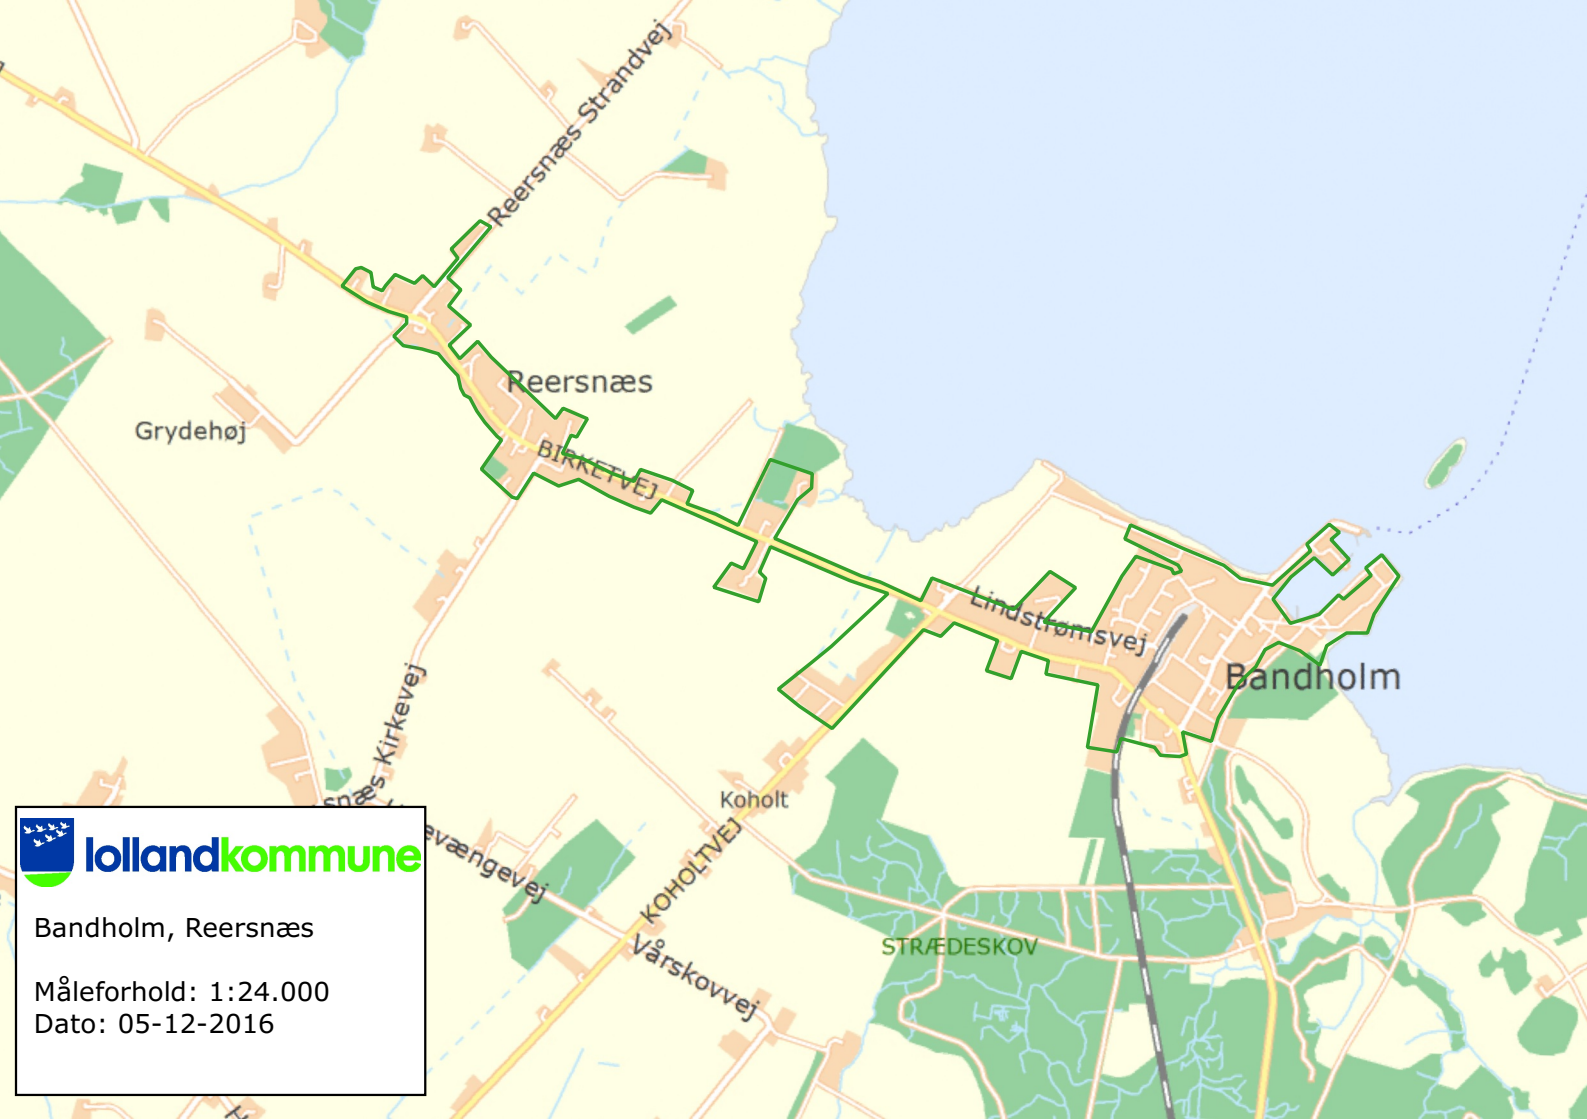 Reersnæs Strandvej
Reersnæs
Grydehøj
BIRKETVEJ
Lindstrømsvej
Bandholm
Kirkevej
Koholt
KOHOLTVEJ
STRÆDESKOV
Vårskovvej
lollandkommune
Bandholm, Reersnæs
Måleforhold: 1:24.000
Dato: 05-12-2016